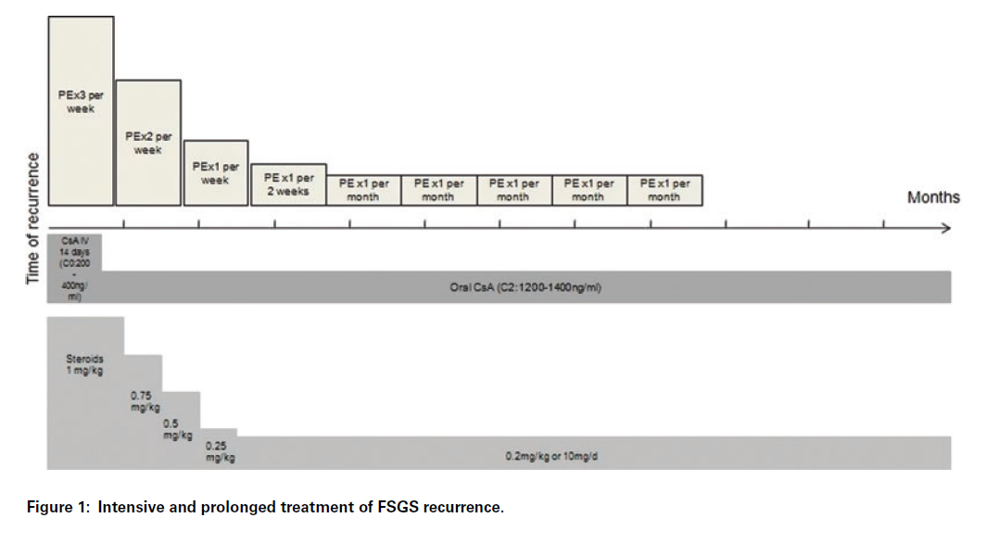 PEx3 per
week
PEx2 per
week
PEx1 per
week
PE x1 per
2 weeks
PE x1 per
month
PE x1 per
month
PE x1 per
month
PE x1 per
month
PE x1 per
month
Months
Time of recurrence
CsA IV
14 days
(C0:200
-
400ng/
ml)
Oral CsA (C2:1200-1400ng/ml)
Steroids
1 mg/kg
0.75
mg/kg
0.5
mg/kg
0.25
mg/kg
0.2mg/kg or 10mg/d
Figure 1: Intensive and prolonged treatment of FSGS recurrence.